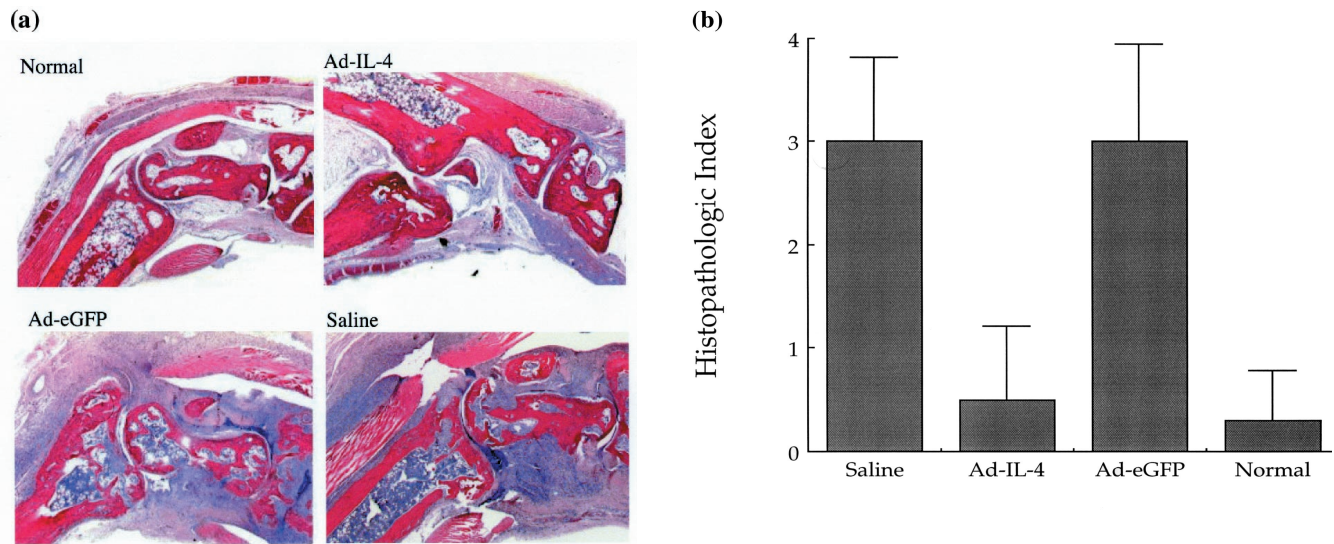 (a)
Normal
Ad-IL-4
Ad-eGFP
Saline
(b)
Histopathologic Index
4
3
2
1
0
Saline Ad-IL-4 Ad-eGFP Normal